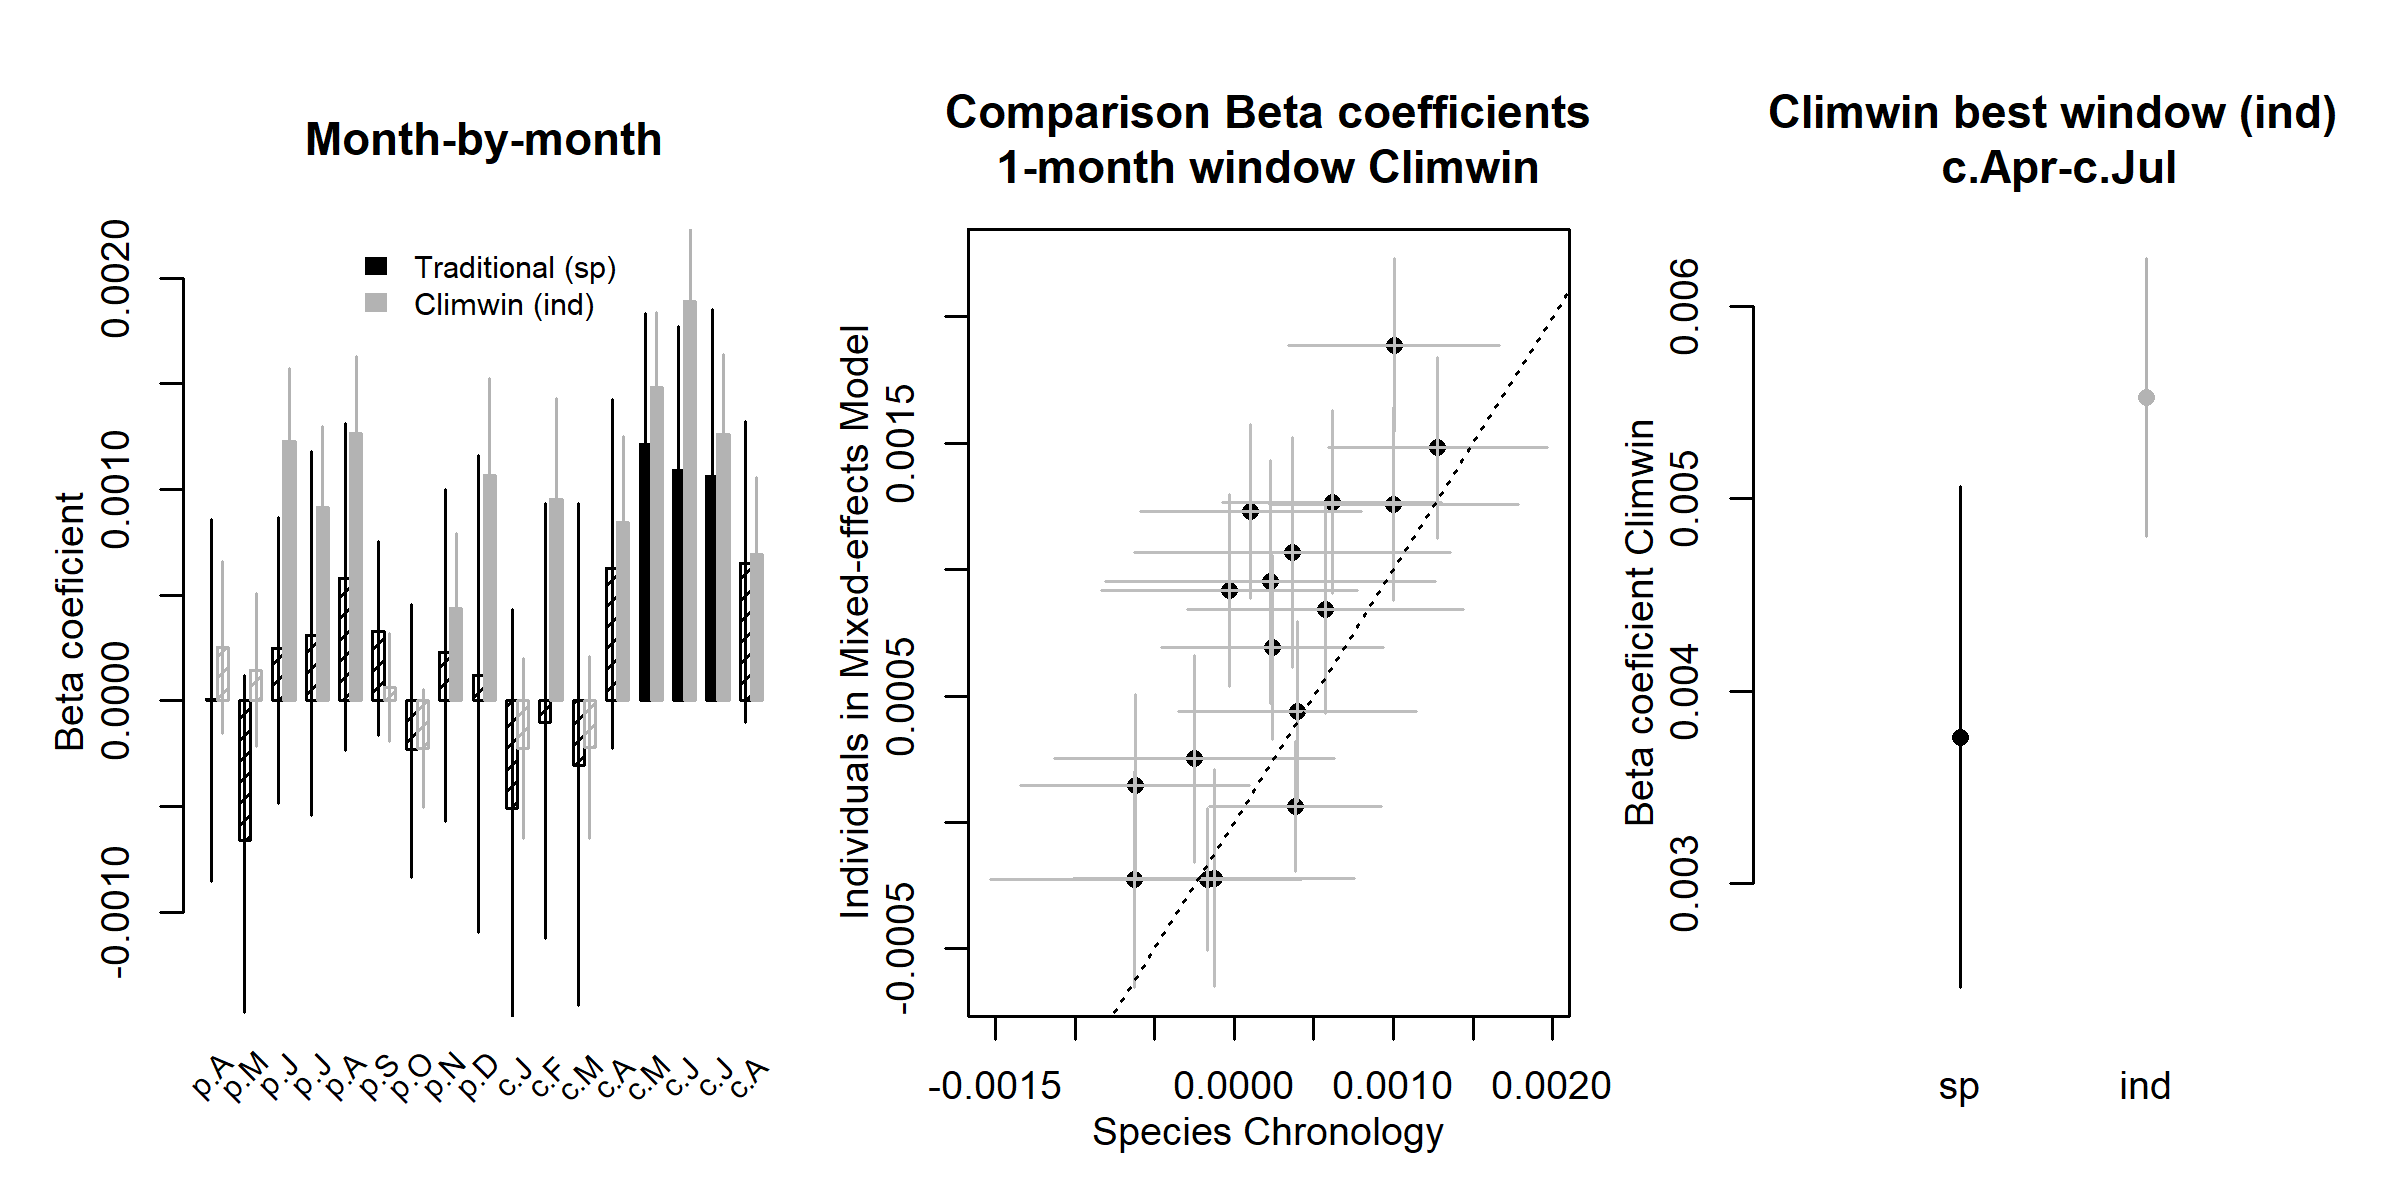 Month-by-month
Beta coeficient
0.0020
0.0010
0.0000
-0.0010
Traditional (sp)
Climwin (ind)
p.A
p.M
p.J
p.J
p.A
p.S
p.O
p.N
p.D
c.J
c.F
c.M
c.A
c.M
c.J
c.J
c.A
Comparison Beta coefficients
1-month window Climwin
Individuals in Mixed-effects Model
0.0015
0.0005
-0.0005
-0.0015 0.0000 0.0010 0.0020
Species Chronology
Climwin best window (ind)
c.Apr-c.Jul
Beta coeficient Climwin
0.006
0.005
0.004
0.003
sp ind